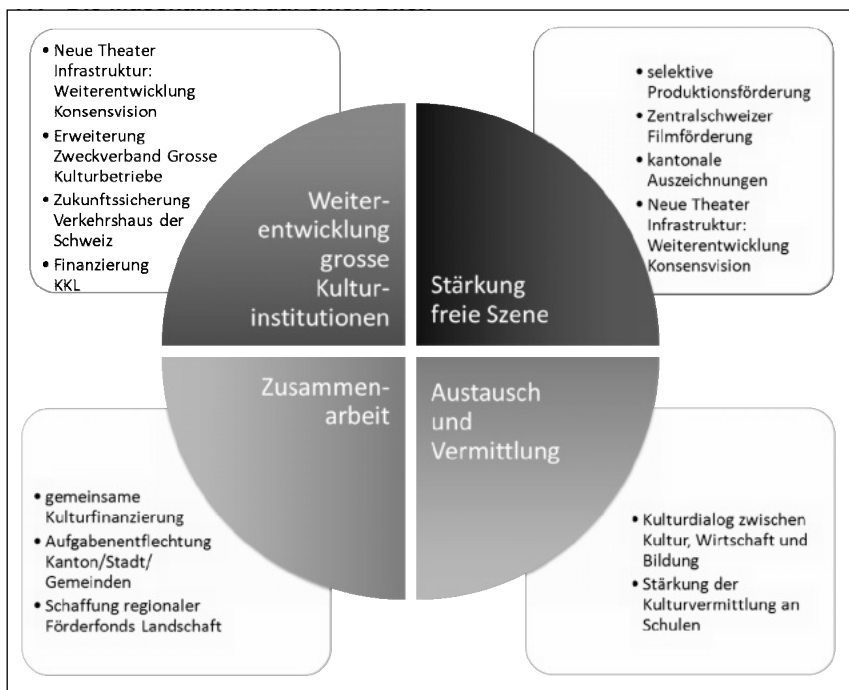 • Neue Theater
Infrastruktur:
Weiterentwicklung
Konsensvision
• Erweiterung
Zweckverband Grosse
Kulturbetriebe
• Zukunftssicherung
Verkehrshaus der
Schweiz
• Finanzierung
KKL
Weiter-
entwicklung
grosse
Kultur-
institutionen
• selektive
Produktionsförderung
• Zentralschweizer
Filmförderung
• kantonale
Auszeichnungen
• Neue Theater
Infrastruktur:
Weiterentwicklung
Konsensvision
Stärkung
freie Szene
Zusammen-
arbeit
• gemeinsame
Kulturfinanzierung
• Aufgabenentflechtung
Kanton/Stadt/
Gemeinden
• Schaffung regionaler
Förderfonds Landschaft
Austausch
und
Vermittlung
• Kulturdialog zwischen
Kultur, Wirtschaft und
Bildung
• Stärkung der
Kulturvermittlung an
Schulen